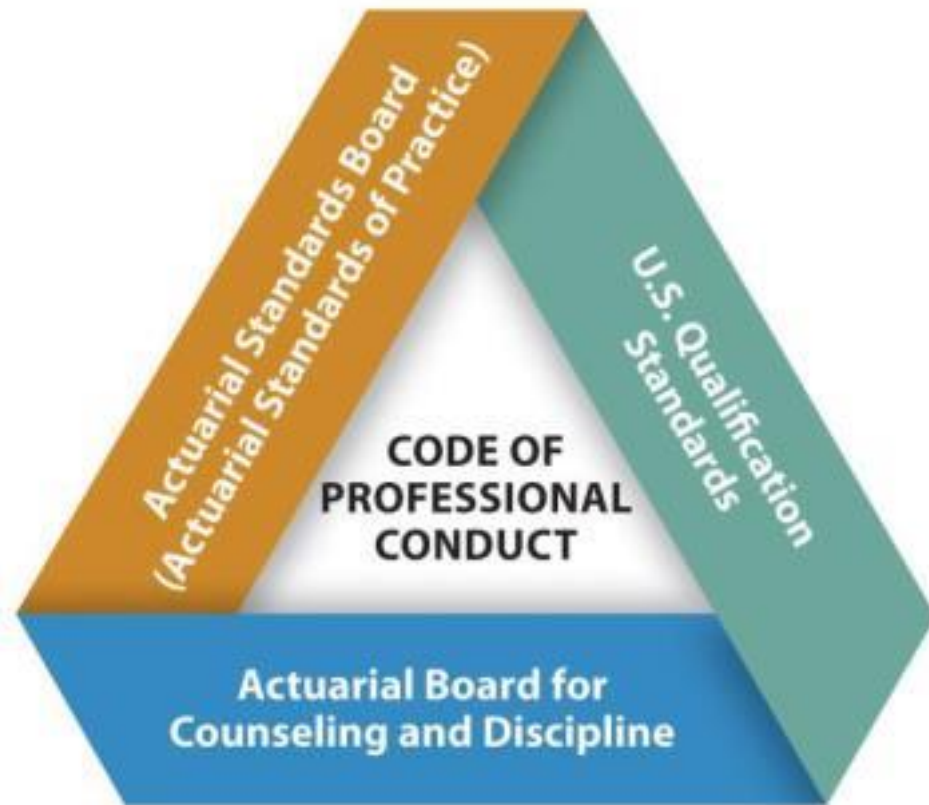 Actuarial Standards Board
(Actuarial Standards of Practice)
U.S. Qualification
Standards
CODE OF
PROFESSIONAL
CONDUCT
Actuarial Board for
Counseling and Discipline